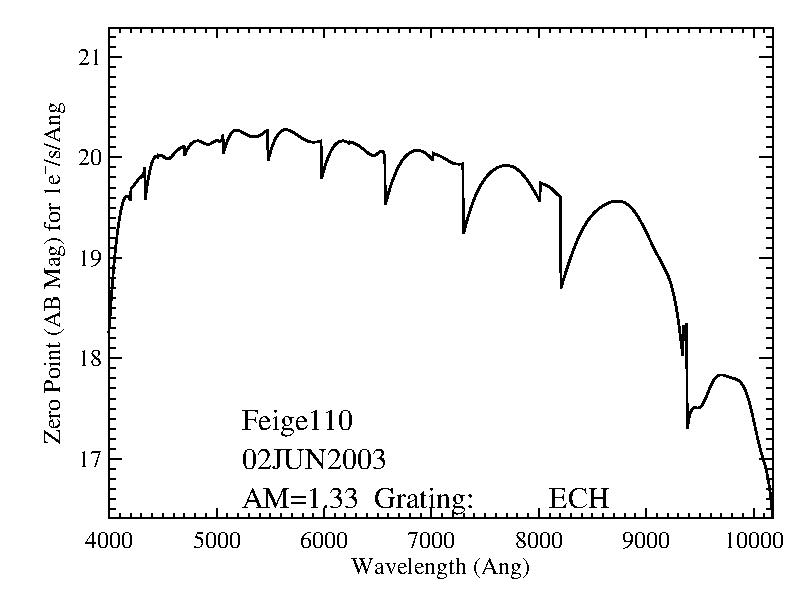 21
20
19
18
17
Zero Point (AB Mag) for 1e⁻/s/Ang
Feige110
02JUN2003
AM=1.33 Grating: ECH
4000 5000 6000 7000 8000 9000 10000
Wavelength (Ang)